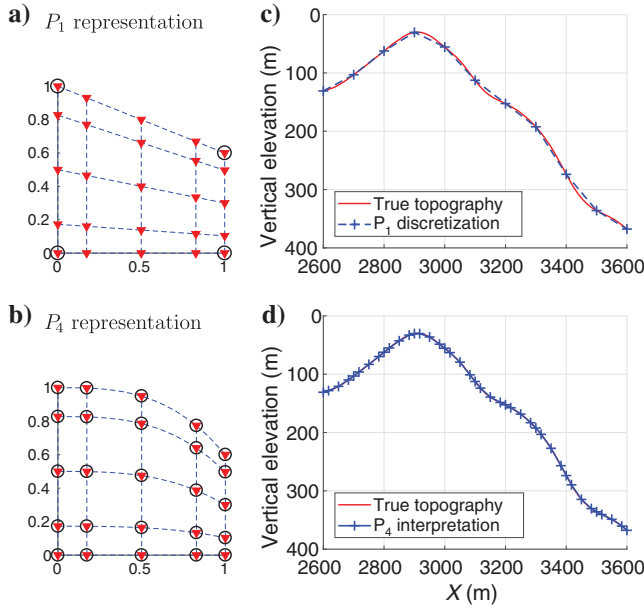 a)
P1 representation
1
0.8
0.6
0.4
0.2
0
0 0.5 1
b)
P4 representation
1
0.8
0.6
0.4
0.2
0
0 0.5 1
c)
0
100
200
300
400
Vertical elevation (m)
True topography
P1 discretization
2600 2800 3000 3200 3400 3600
d)
0
100
200
300
400
Vertical elevation (m)
True topography
P4 interpretation
2600 2800 3000 3200 3400 3600
X (m)